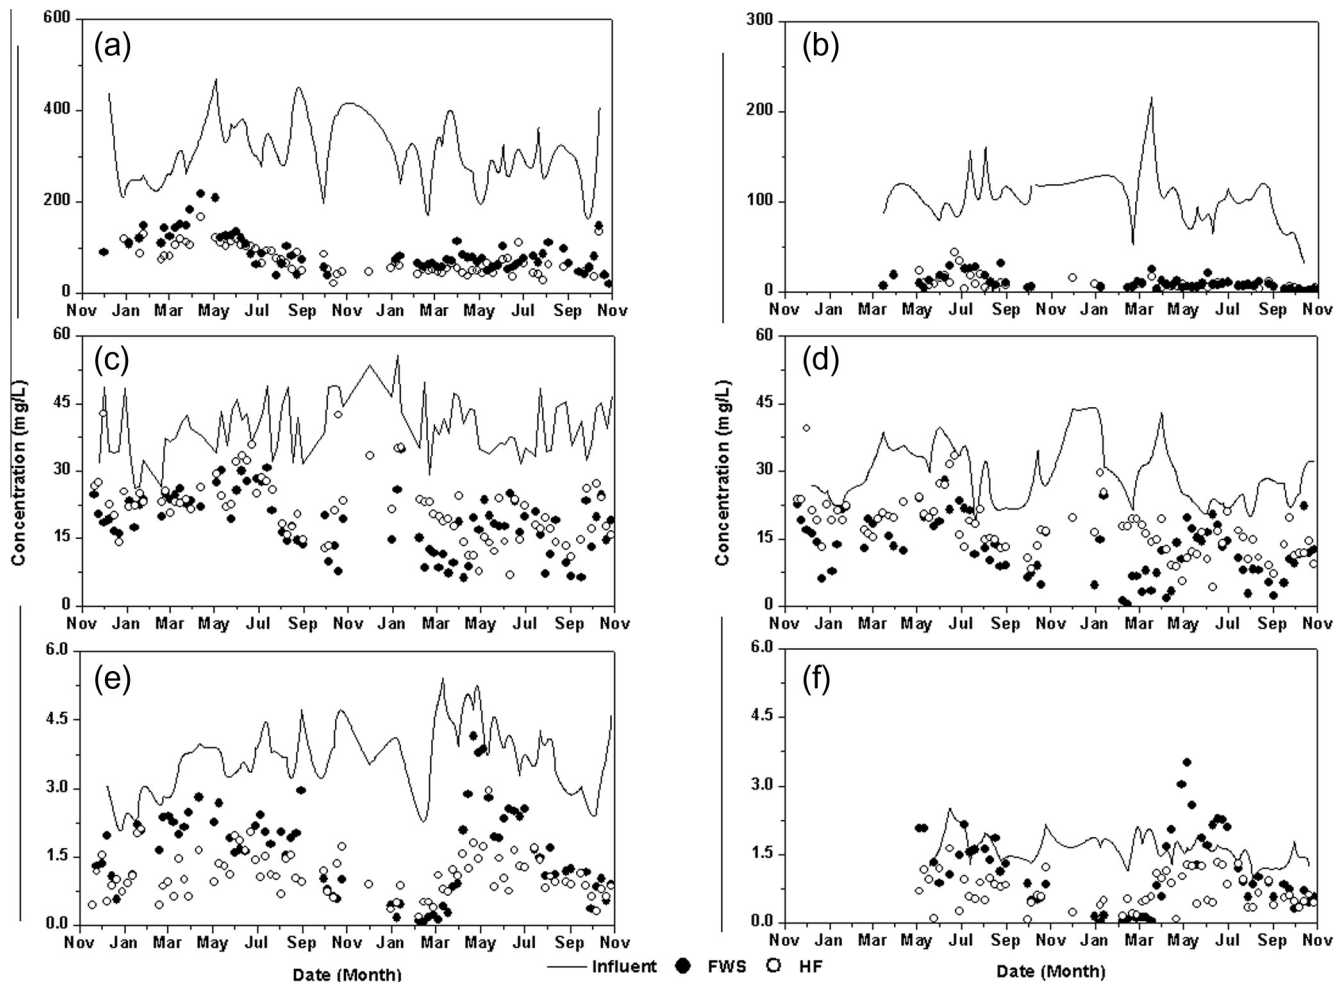 600
400
200
0
(a)
Nov Jan Mar May Jul Sep Nov Jan Mar May Jul Sep Nov
300
200
100
0
(b)
Nov Jan Mar May Jul Sep Nov Jan Mar May Jul Sep Nov
Concentration (mg/L)
60
45
30
15
0
(c)
Nov Jan Mar May Jul Sep Nov Jan Mar May Jul Sep Nov
Concentration (mg/L)
60
45
30
15
0
(d)
Nov Jan Mar May Jul Sep Nov Jan Mar May Jul Sep Nov
6.0
4.5
3.0
1.5
0.0
(e)
Nov Jan Mar May Jul Sep Nov Jan Mar May Jul Sep Nov
Date (Month)
6.0
4.5
3.0
1.5
0.0
(f)
Nov Jan Mar May Jul Sep Nov Jan Mar May Jul Sep Nov
Date (Month)
Influent FWS HF